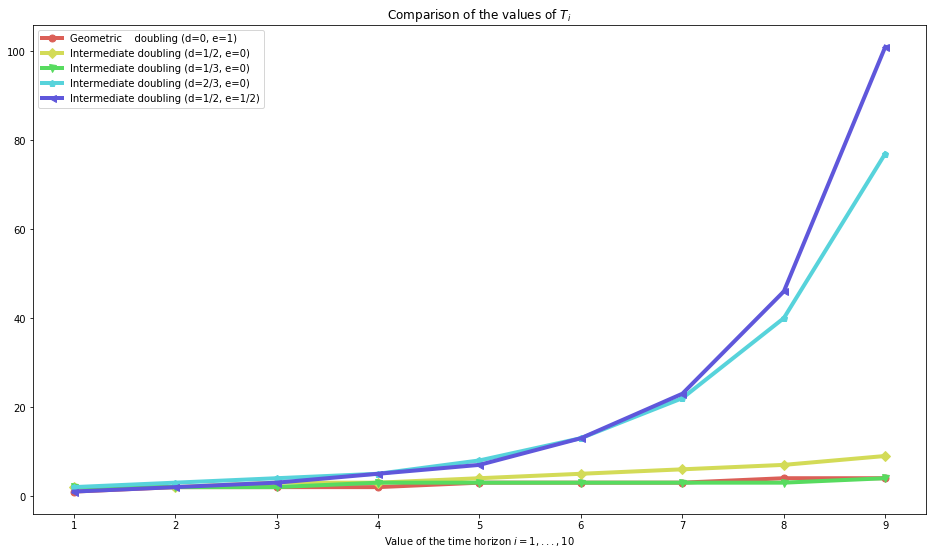 Comparison of the values of $T_i$
Geometric    doubling (d=0, e=1)
Intermediate doubling (d=1/2, e=0)
Intermediate doubling (d=1/3, e=0)
Intermediate doubling (d=2/3, e=0)
Intermediate doubling (d=1/2, e=1/2)
100
80
60
40
20
0
1 2 3 4 5 6 7 8 9
Value of the time horizon $i = 1, ..., 10$